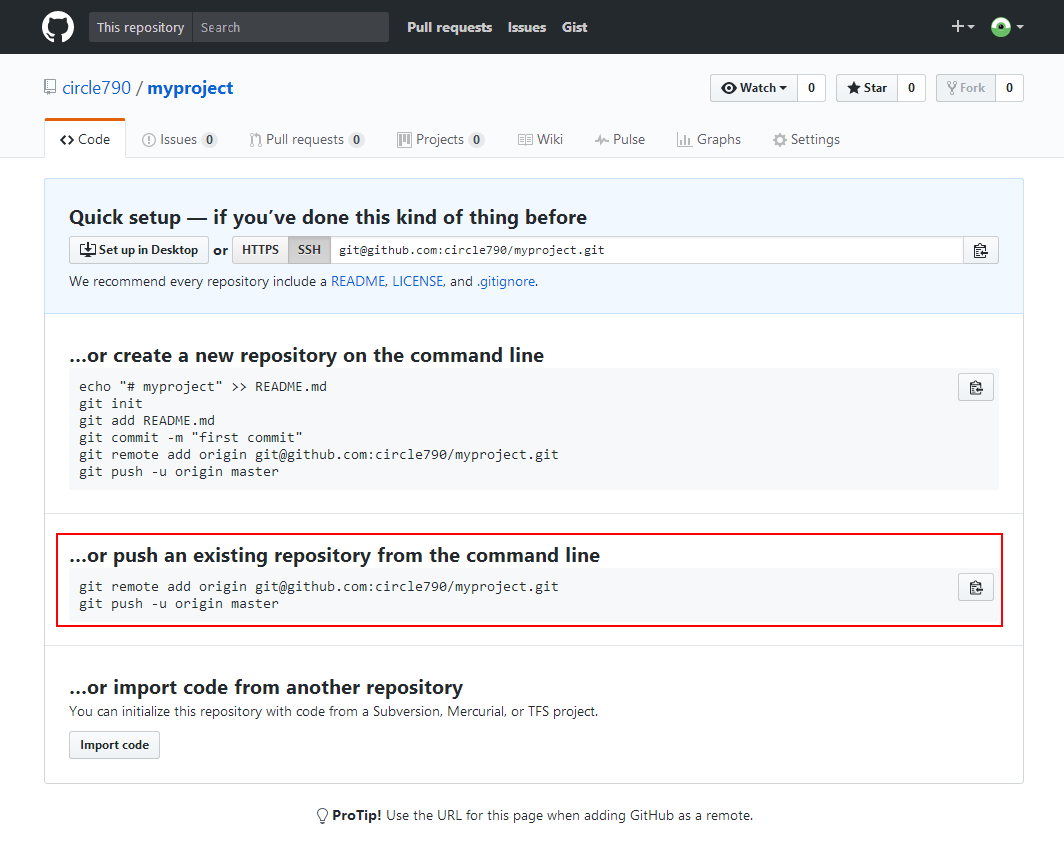 This repository Search Pull requests Issues Gist
circle790 / myproject Watch 0 Star 0 Fork 0
Code Issues 0 Pull requests 0 Projects 0 Wiki Pulse Graphs Settings
Quick setup — if you’ve done this kind of thing before
Set up in Desktop or HTTPS SSH git@github.com:circle790/myproject.git
We recommend every repository include a README, LICENSE, and .gitignore.
…or create a new repository on the command line
echo "# myproject" >> README.md
git init
git add README.md
git commit -m "first commit"
git remote add origin git@github.com:circle790/myproject.git
git push -u origin master
…or push an existing repository from the command line
git remote add origin git@github.com:circle790/myproject.git
git push -u origin master
…or import code from another repository
You can initialize this repository with code from a Subversion, Mercurial, or TFS project.
Import code
ProTip! Use the URL for this page when adding GitHub as a remote.